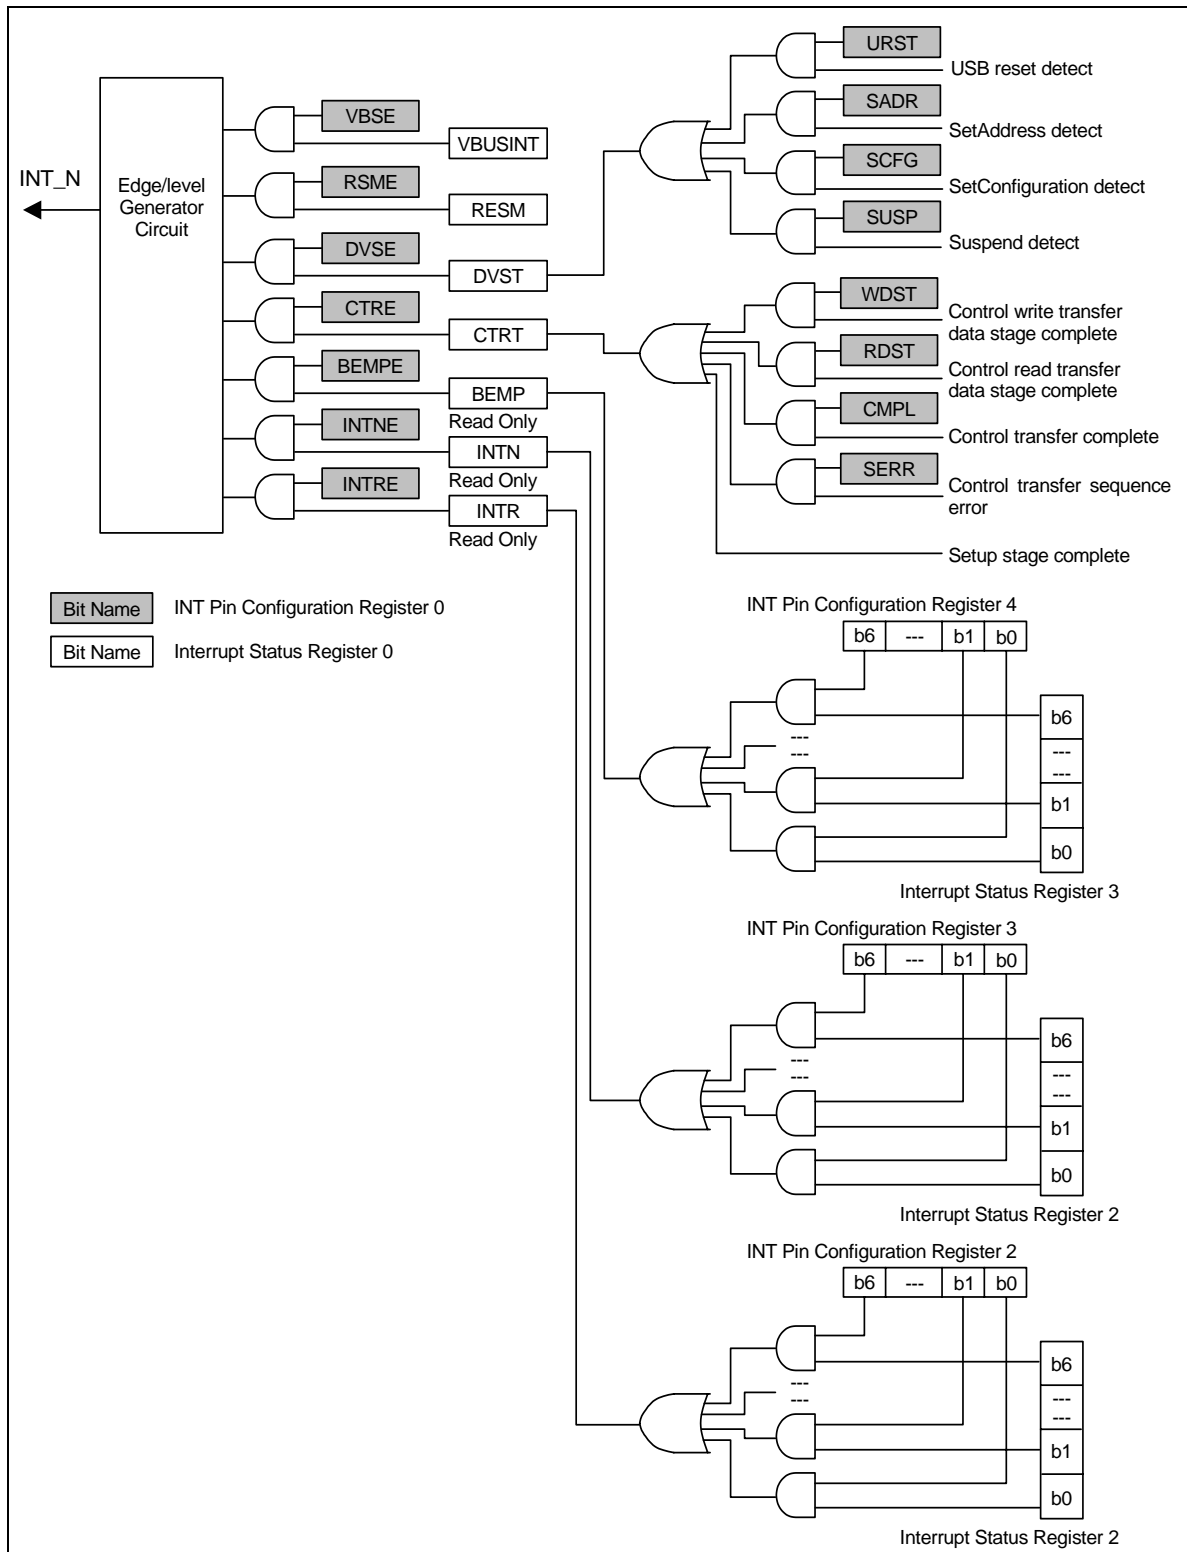 URST
USB reset detect
SADR
SetAddress detect
SCFG
SetConfiguration detect
SUSP
Suspend detect
INT_N
Edge/level
Generator
Circuit
VBSE
VBUSINT
RSME
RESM
DVSE
DVST
CTRE
CTRT
BEMPE
BEMP
Read Only
INTNE
INTN
Read Only
INTRE
INTR
Read Only
WDST
Control write transfer
data stage complete
RDST
Control read transfer
data stage complete
CMPL
Control transfer complete
SERR
Control transfer sequence
error
Setup stage complete
Bit Name INT Pin Configuration Register 0
Bit Name Interrupt Status Register 0
INT Pin Configuration Register 4
b6 --- b1 b0
b6
---
---
---
---
b1
b0
Interrupt Status Register 3
INT Pin Configuration Register 3
b6 --- b1 b0
b6
---
---
---
---
b1
b0
Interrupt Status Register 2
INT Pin Configuration Register 2
b6 --- b1 b0
b6
---
---
---
---
b1
b0
Interrupt Status Register 2